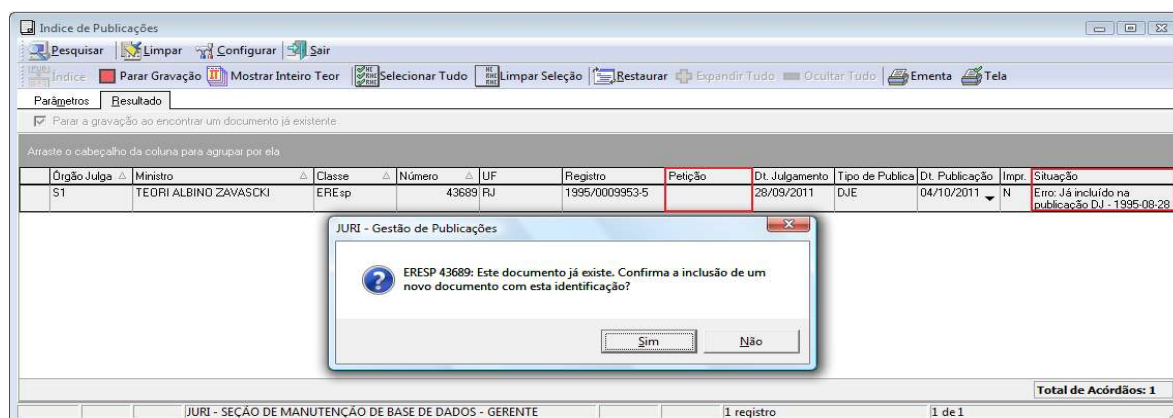 Indice de Publicações
Pesquisar Limpar Configurar Sair
Índice Parar Gravação Mostrar Inteiro Teor Selecionar Tudo Limpar Seleção Restaurar Expandir Tudo Ocultar Tudo Ementa Tela
Parâmetros Resultado
Parar a gravação ao encontrar um documento já existente
Arraste o cabeçalho da coluna para agrupar por ela
Órgão Julga Ministro Classe Número UF Registro Petição Dt. Julgamento Tipo de Publica Dt. Publicação Impr. Situação
S1 TEORI ALBINO ZAVASCKI EREsp 43689 RJ 1995/0009953-5 28/09/2011 DJE 04/10/2011 N Erro: Já incluído na
publicação DJ - 1995-08-28
JURI - Gestão de Publicações
ERESP 43689: Este documento já existe. Confirma a inclusão de um
novo documento com esta identificação?
Sim Não
Total de Acórdãos: 1
JURI - SEÇÃO DE MANUTENÇÃO DE BASE DE DADOS - GERENTE 1 registro 1 de 1